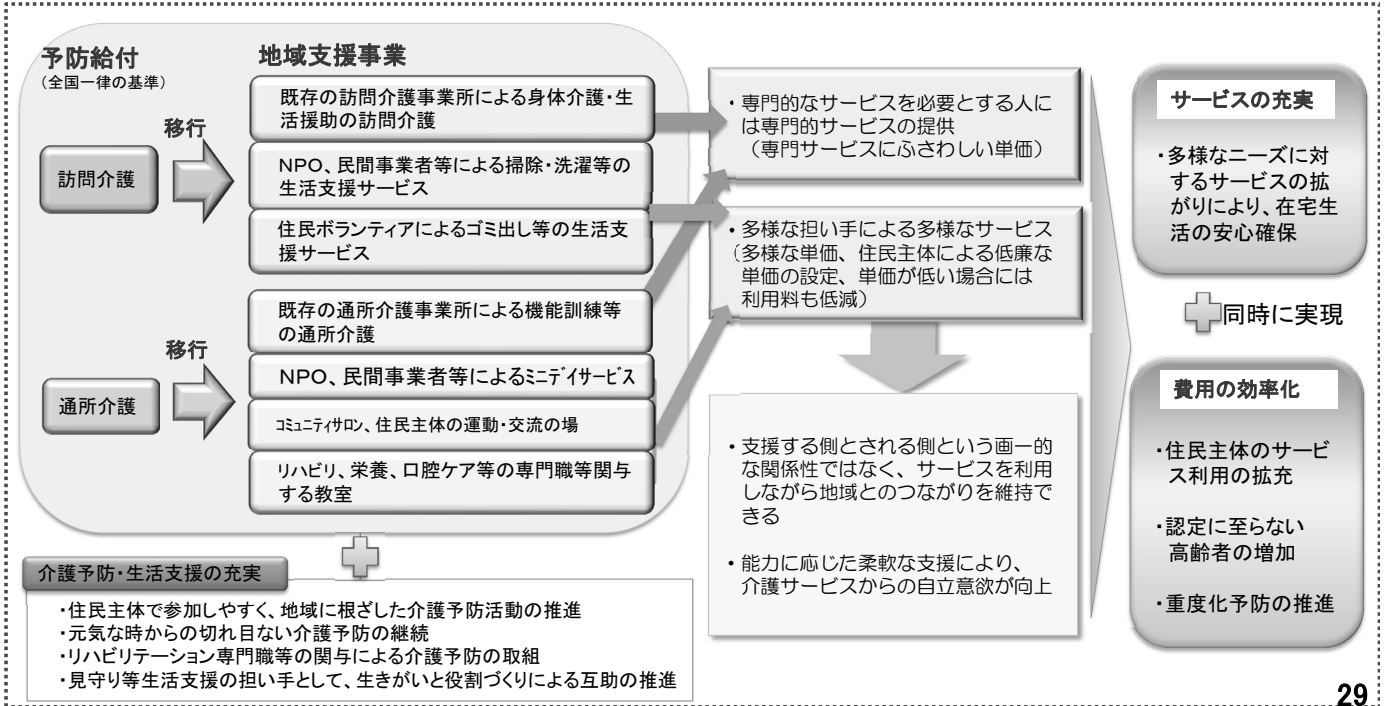 予防給付
(全国一律の基準)
地域支援事業
訪問介護
移行
既存の訪問介護事業所による身体介護・生
活援助の訪問介護
NPO、民間事業者等による掃除・洗濯等の
生活支援サービス
住民ボランティアによるゴミ出し等の生活支
援サービス
通所介護
移行
既存の通所介護事業所による機能訓練等
の通所介護
NPO、民間事業者等によるミニデイサービス
コミュニティサロン、住民主体の運動・交流の場
リハビリ、栄養、口腔ケア等の専門職等関与
する教室
介護予防・生活支援の充実
・住民主体で参加しやすく、地域に根ざした介護予防活動の推進
・元気な時からの切れ目ない介護予防の継続
・リハビリテーション専門職等の関与による介護予防の取組
・見守り等生活支援の担い手として、生きがいと役割づくりによる互助の推進
・専門的なサービスを必要とする人に
は専門的サービスの提供
(専門サービスにふさわしい単価)
・多様な担い手による多様なサービス
(多様な単価、住民主体による低廉な
単価の設定、単価が低い場合には
利用料も低減)
・支援する側とされる側という画一的
な関係性ではなく、サービスを利用
しながら地域とのつながりを維持で
きる
・能力に応じた柔軟な支援により、
介護サービスからの自立意欲が向上
サービスの充実
・多様なニーズに対
するサービスの拡
がりにより、在宅生
活の安心確保
同時に実現
費用の効率化
・住民主体のサービ
ス利用の拡充
・認定に至らない
高齢者の増加
・重度化予防の推進
29